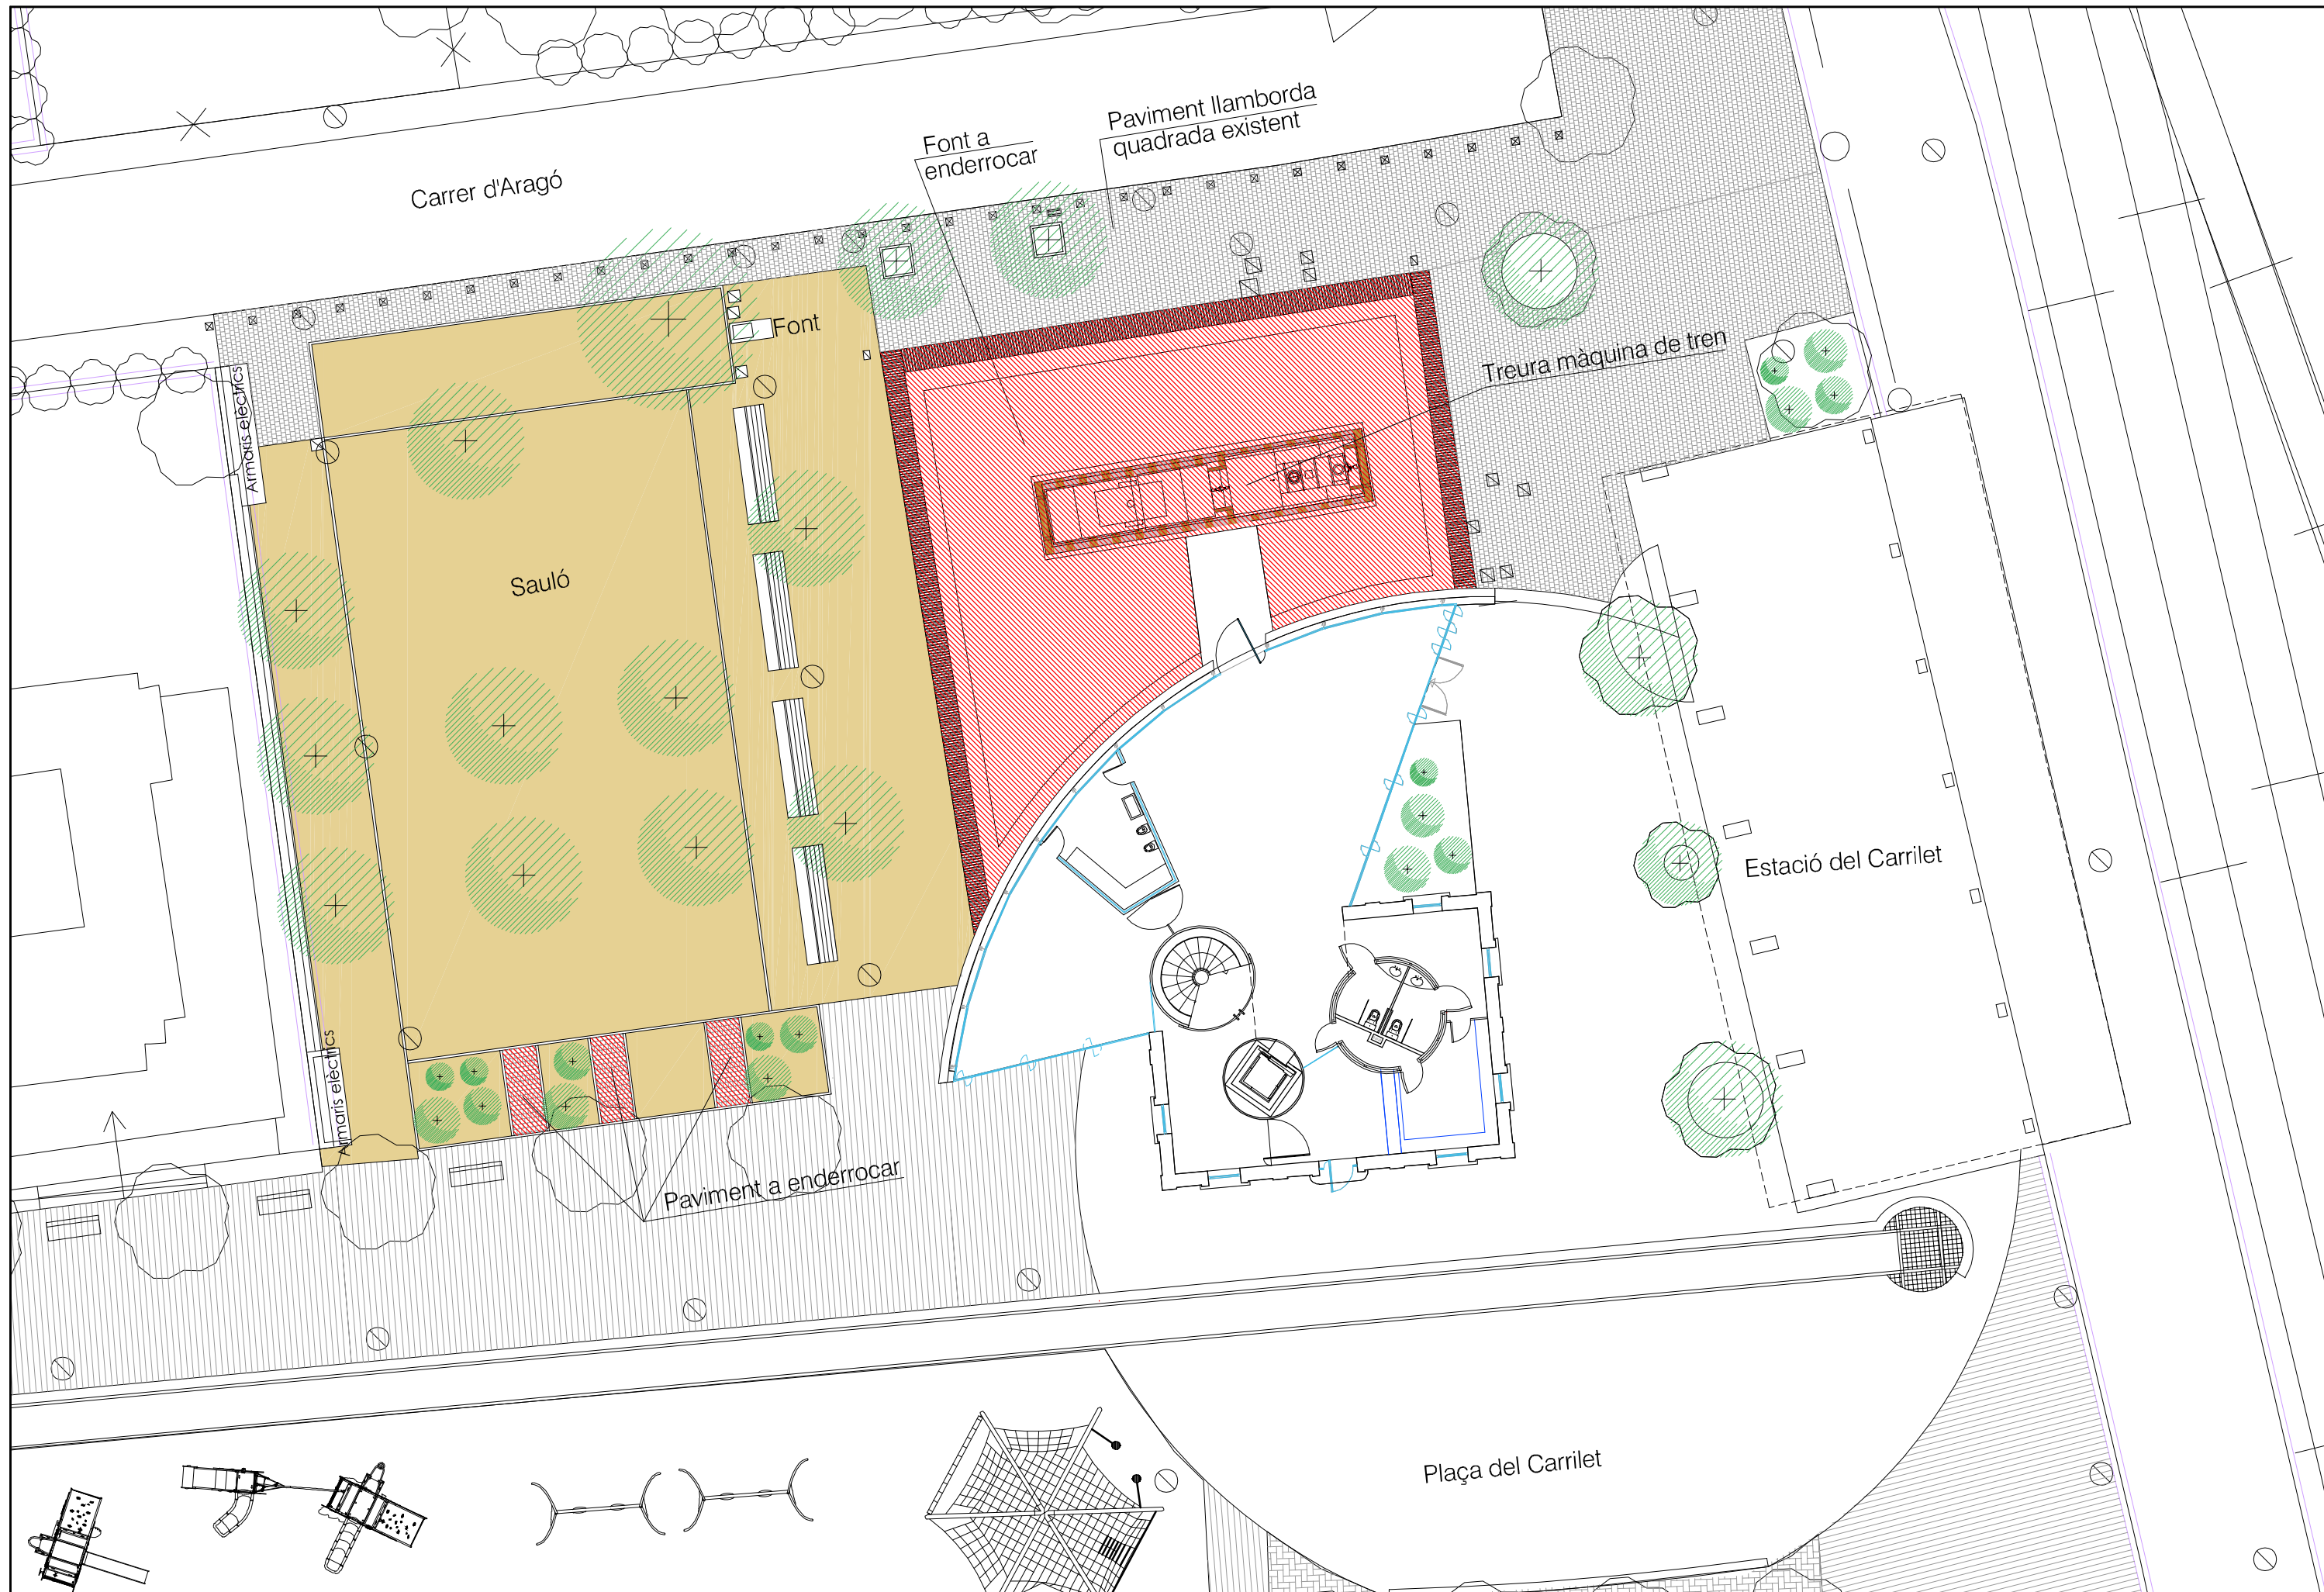 Paviment llamborda
quadrada existent
Font a
enderrocar
Carrer d'Aragó
Font
Treura màquina de tren
Armaris elèctrics
Sauló
Estació del Carrilet
Armaris elèctrics
Paviment a enderrocar
Plaça del Carrilet